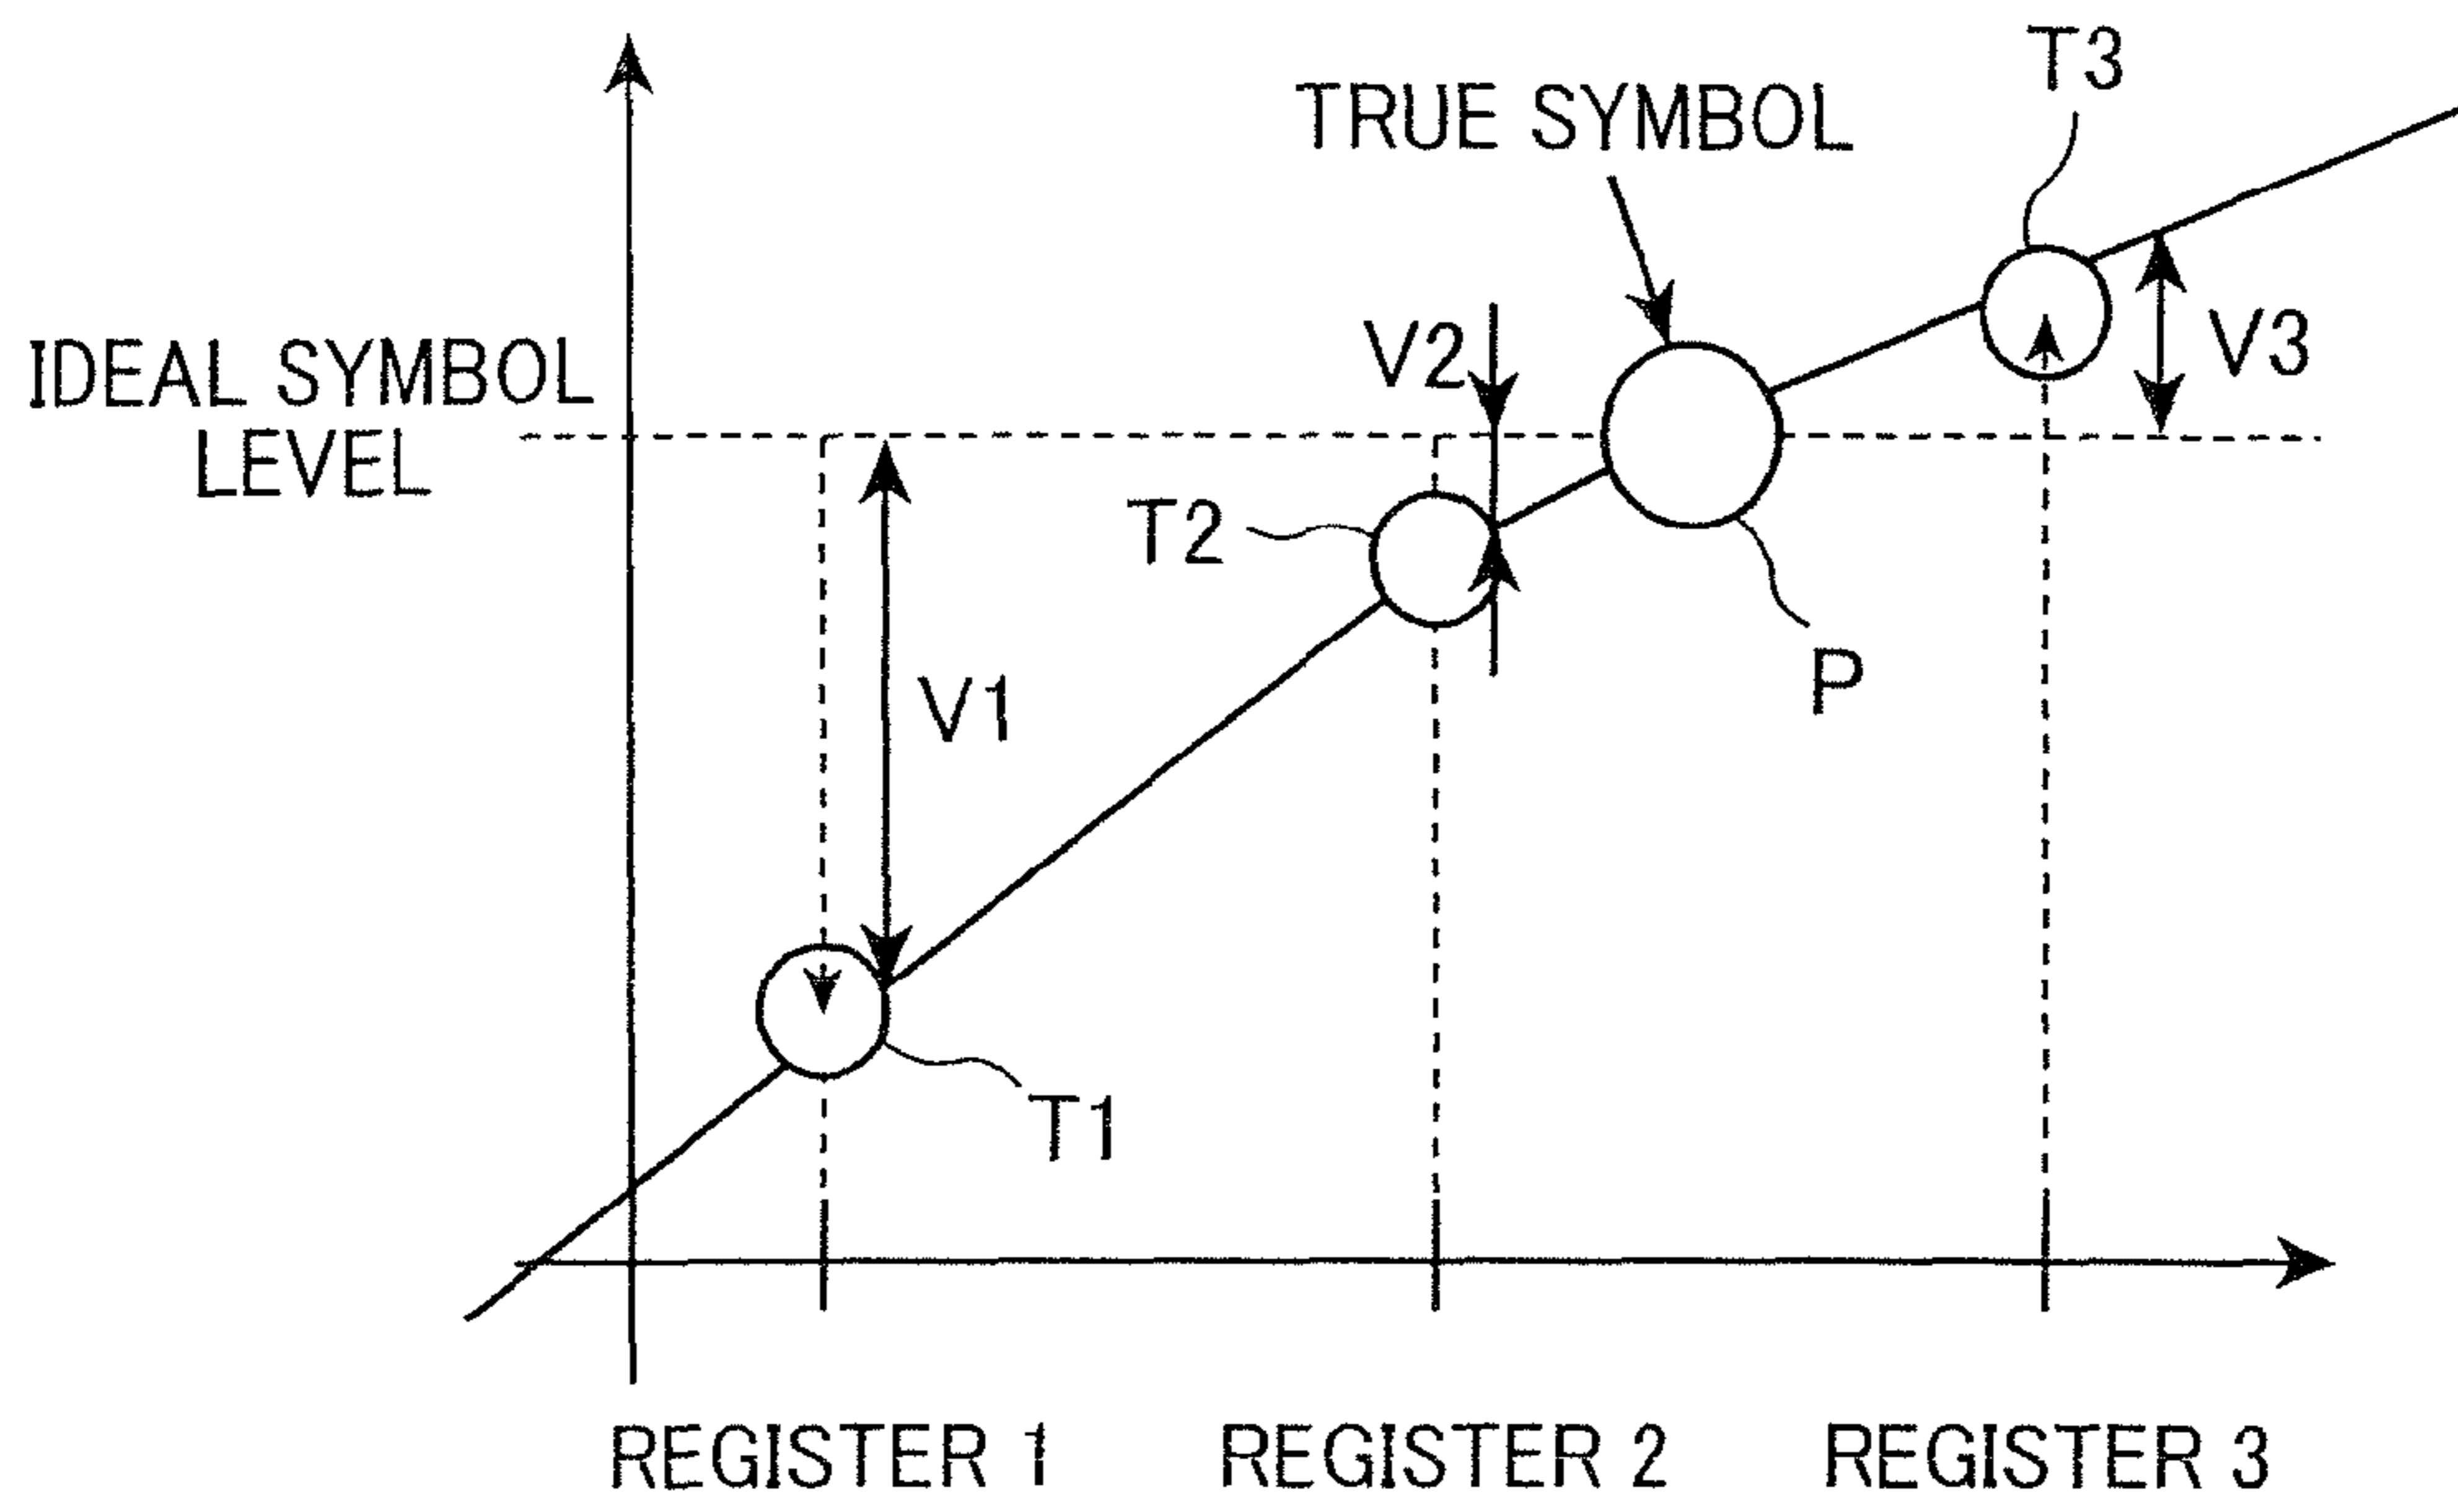 T3
TRUE SYMBOL
V2
V3
IDEAL SYMBOL
LEVEL
T2
V1
P
T1
REGISTER 1
REGISTER 2
REGISTER 3